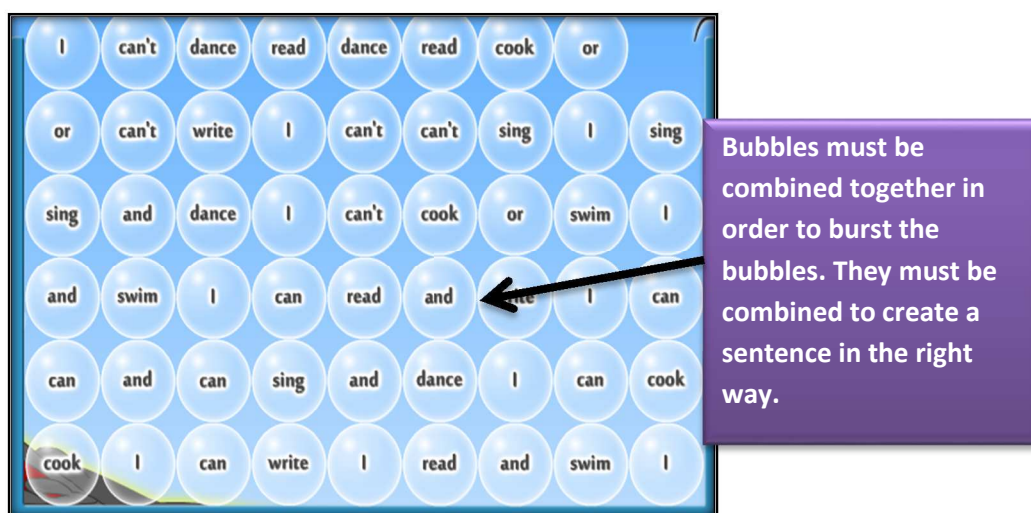 I can't dance read dance read cook or
or can't write I can't can't sing I sing
sing and dance I can't cook or swim I
and swim I can read and I can
can and can sing and dance I can cook
cook I can write I read and swim I
Bubbles must be
combined together in
order to burst the
bubbles. They must be
combined to create a
sentence in the right
way.